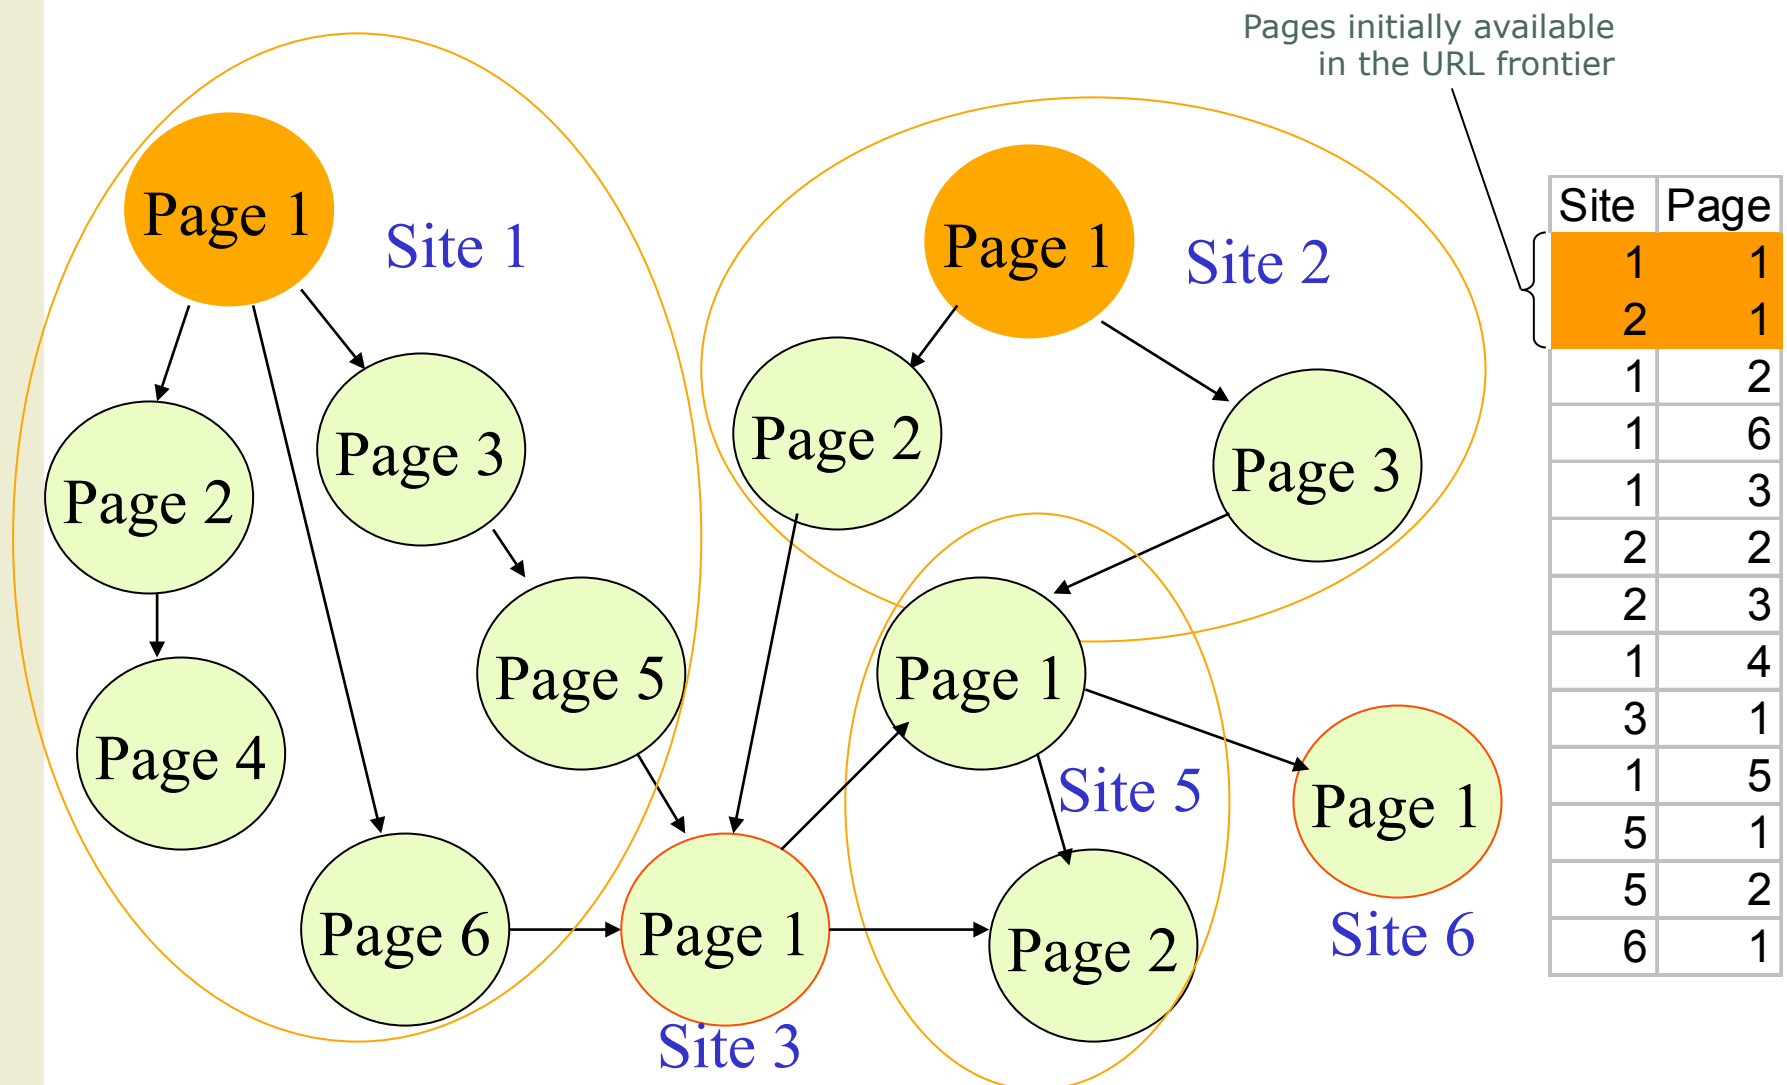 Pages initially available
in the URL frontier
Page 1
Site 1
Page 2
Page 3
Page 4
Page 5
Page 6
Page 1
Site 2
Page 2
Page 3
Page 1
Site 3
Page 1
Site 5
Page 2
Page 1
Site 6
Site Page
1 1
2 1
1 2
1 6
1 3
2 2
2 3
1 4
3 1
1 5
5 1
5 2
6 1